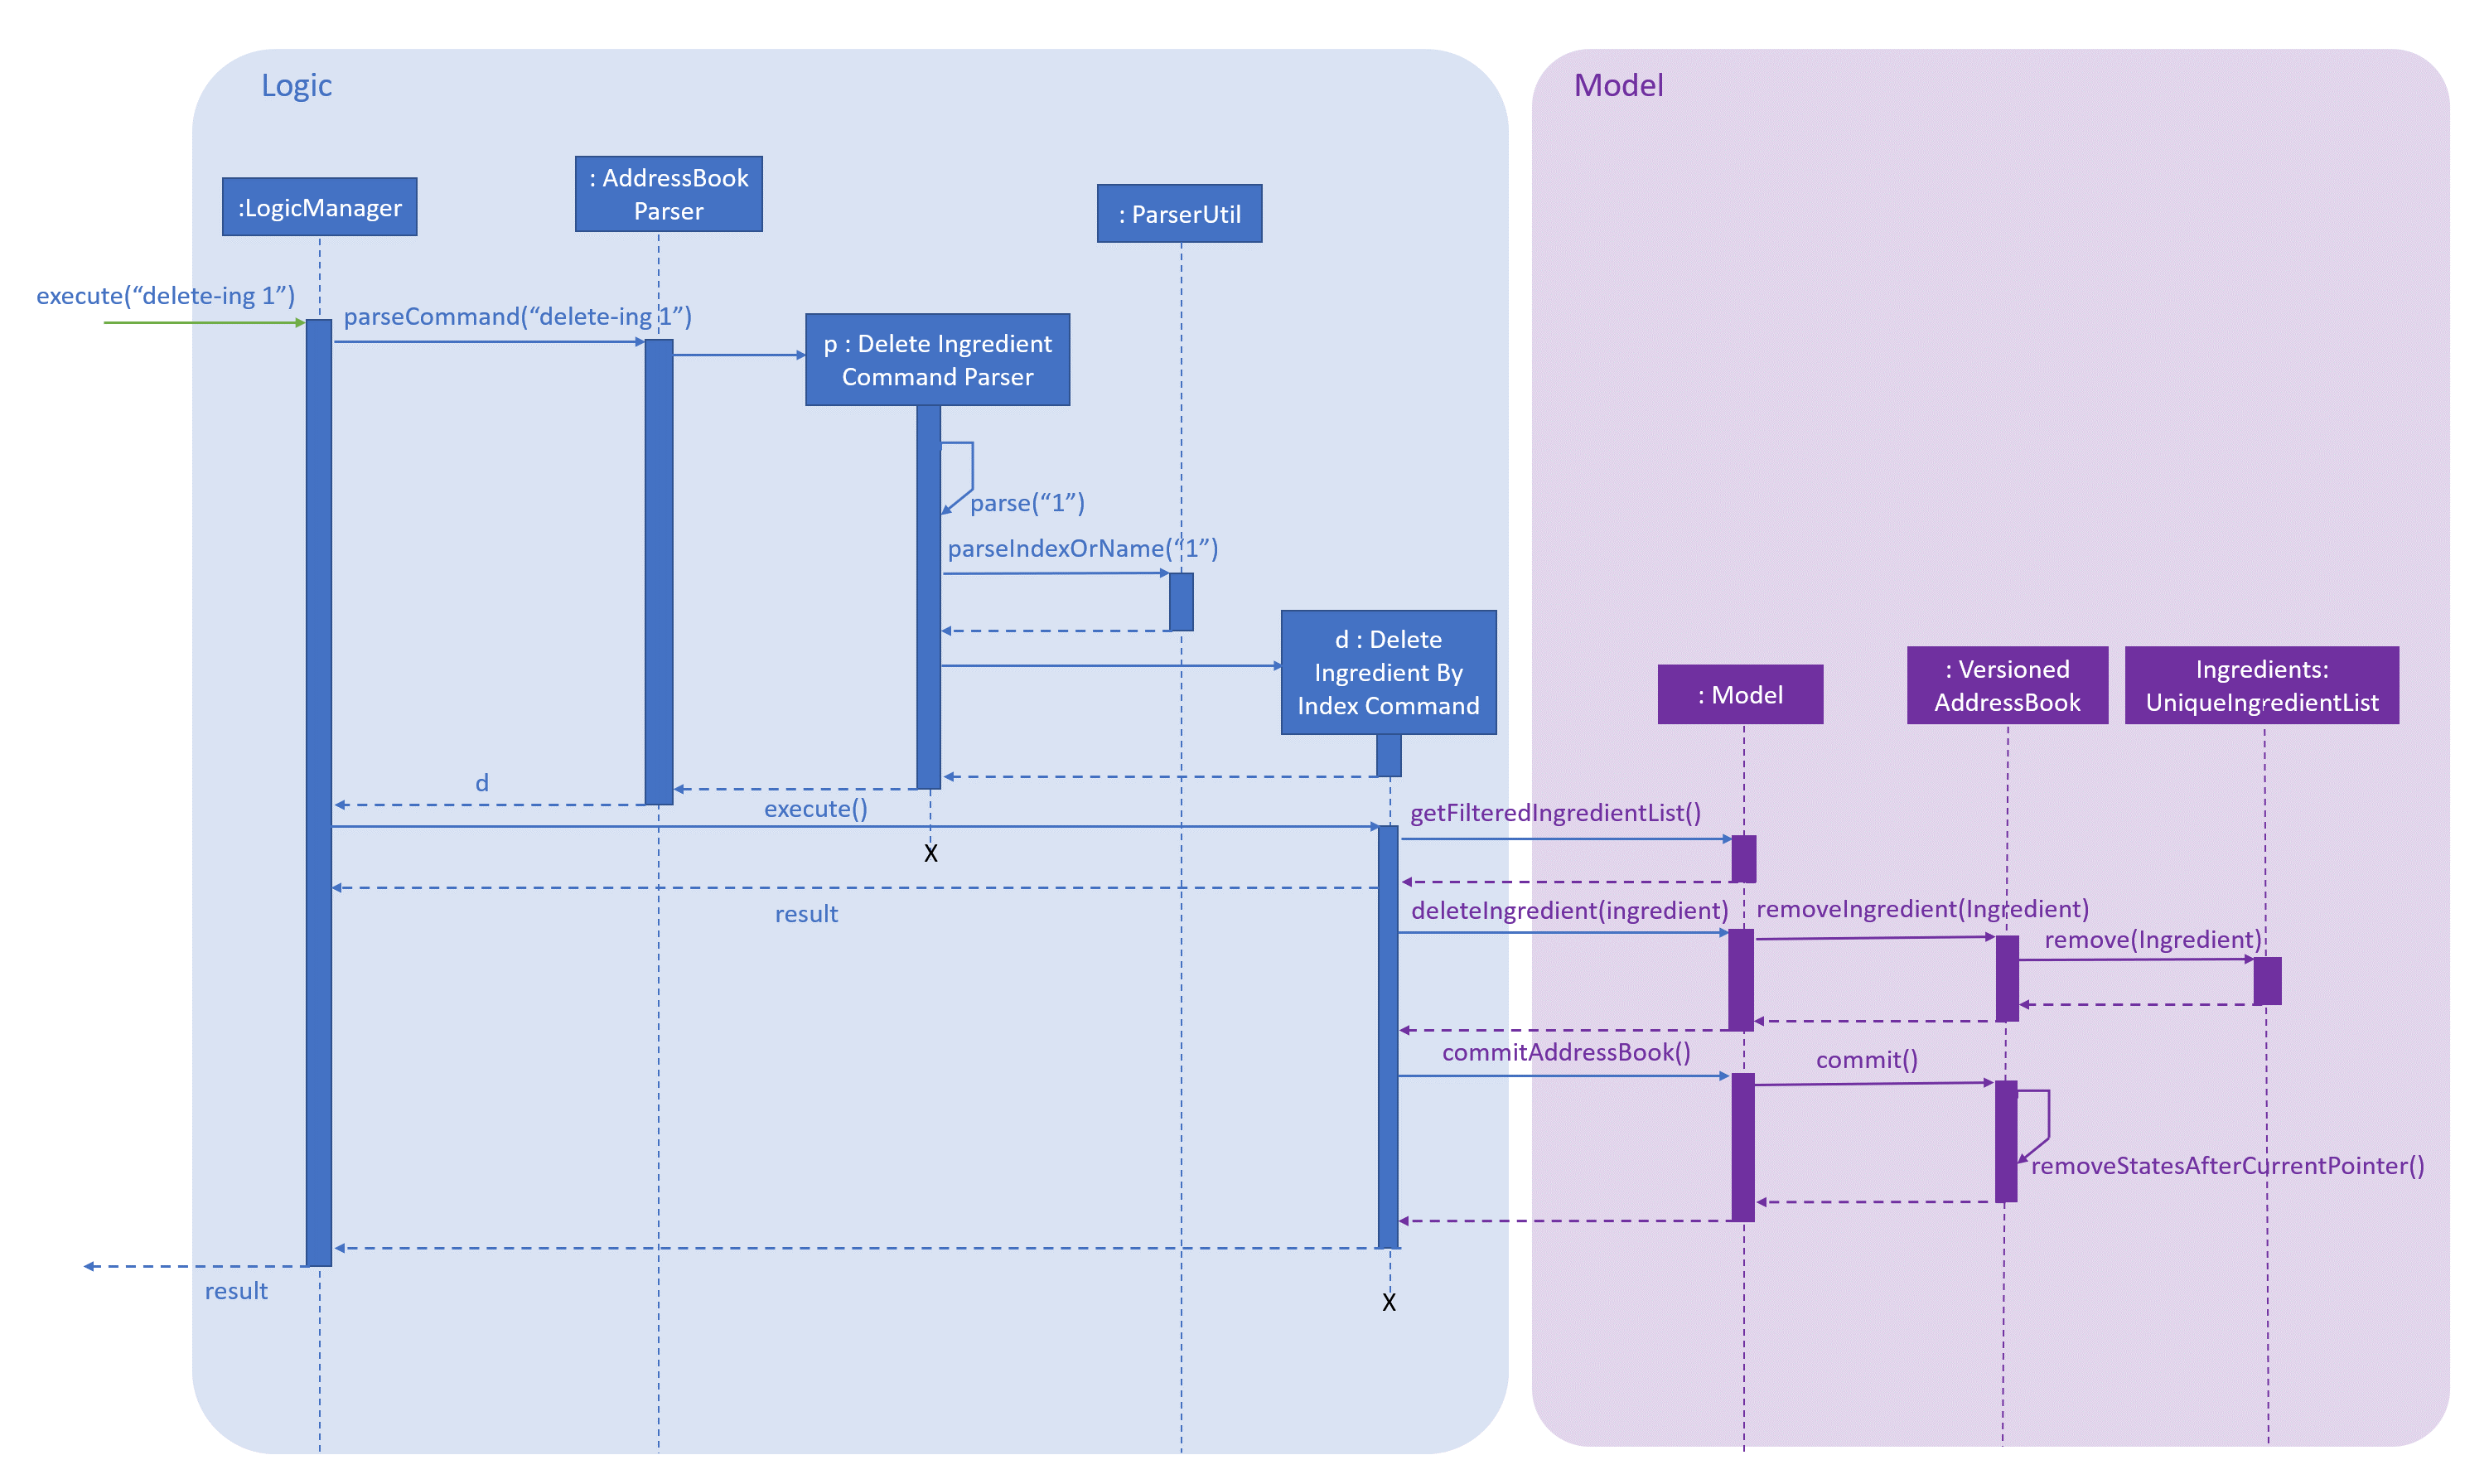 Logic
Model
:LogicManager
: AddressBook
Parser
: ParserUtil
execute(“delete-ing 1”)
parseCommand(“delete-ing 1”)
p : Delete Ingredient
Command Parser
parse(“1”)
parseIndexOrName(“1”)
d : Delete
Ingredient By
Index Command
: Model
: Versioned
AddressBook
Ingredients:
UniqueIngredientList
d
execute()
getFilteredIngredientList()
X
result
deleteIngredient(ingredient)
removeIngredient(Ingredient)
remove(Ingredient)
commitAddressBook()
commit()
removeStatesAfterCurrentPointer()
result
X